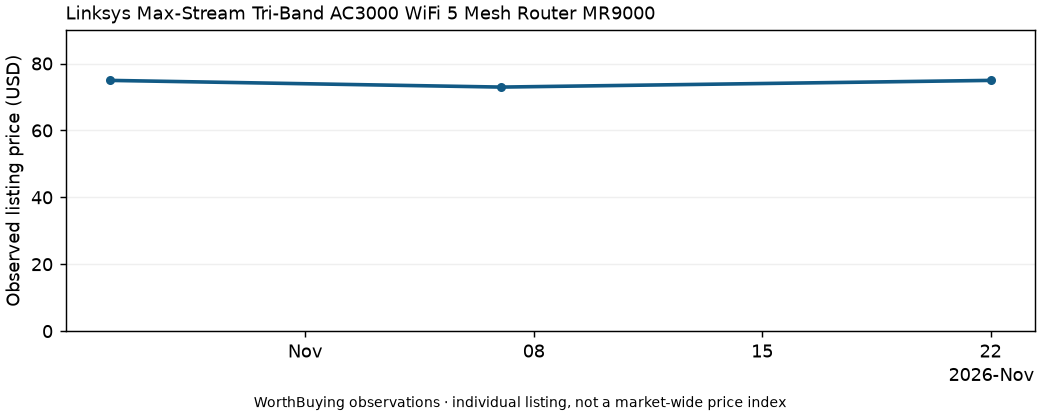 Linksys Max-Stream Tri-Band AC3000 WiFi 5 Mesh Router MR9000
Observed listing price (USD)
80
60
40
20
0
Nov
08
15
22
2026-Nov
WorthBuying observations · individual listing, not a market-wide price index